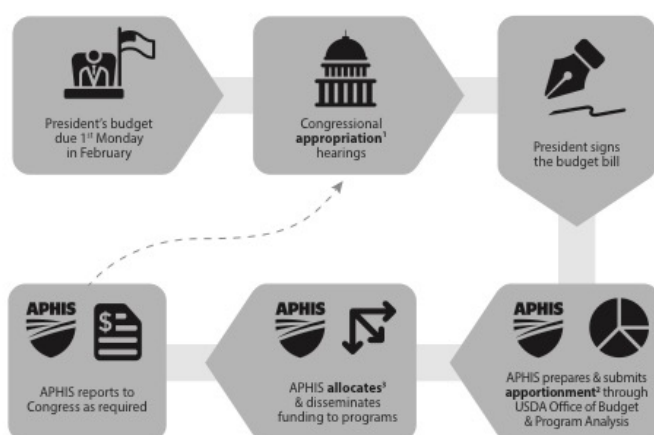 President's budget
due 1st Monday
in February
Congressional
appropriation¹
hearings
President signs
the budget bill
APHIS
$
APHIS reports to
Congress as required
APHIS
APHIS allocates³
& disseminates
funding to programs
APHIS
APHIS prepares & submits
apportionment² through
USDA Office of Budget
& Program Analysis